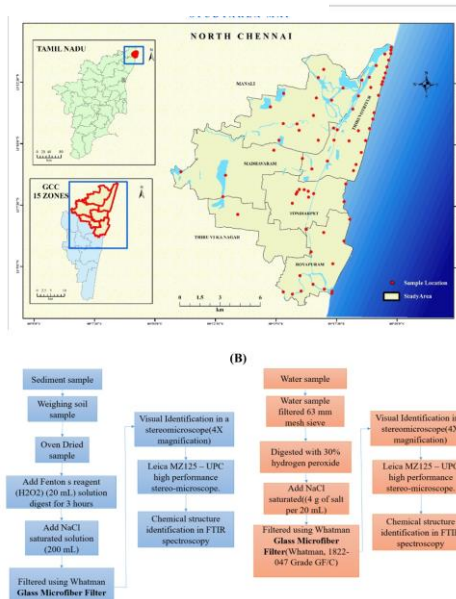 NORTH CHENNAI
TAMIL NADU
MANALI
THIRUVOTTIYUR
MADHAVARAM
GCC
15 ZONES
TONDIARPET
THIRU VIKA NAGAR
ROYAPURAM
Sample Location
StudyArea
0 1.5 3 6
km
(B)
Sediment sample
Weighing soil
sample
Oven Dried
sample
Add Fenton s reagent
(H2O2) (20 mL) solution
digest for 3 hours
Add NaCl
saturated solution
(200 mL)
Filtered using Whatman
Glass Microfiber Filter
Visual Identification in a
stereomicroscope(4X
magnification)
Leica MZ125 – UPC
high performance
stereo-microscope.
Chemical structure
identification in FTIR
spectroscopy
Water sample
Water sample
filtered 63 mm
mesh sieve
Digested with 30%
hydrogen peroxide
Add NaCl
saturated((4 g of salt
per 20 mL)
Filtered using Whatman
Glass Microfiber
Filter(Whatman, 1822-
047 Grade GF/C)
Visual Identification in
stereomicroscope(4X
magnification)
Leica MZ125 – UPC
high performance
stereo-microscope.
Chemical structure
identification in FTIR
spectroscopy